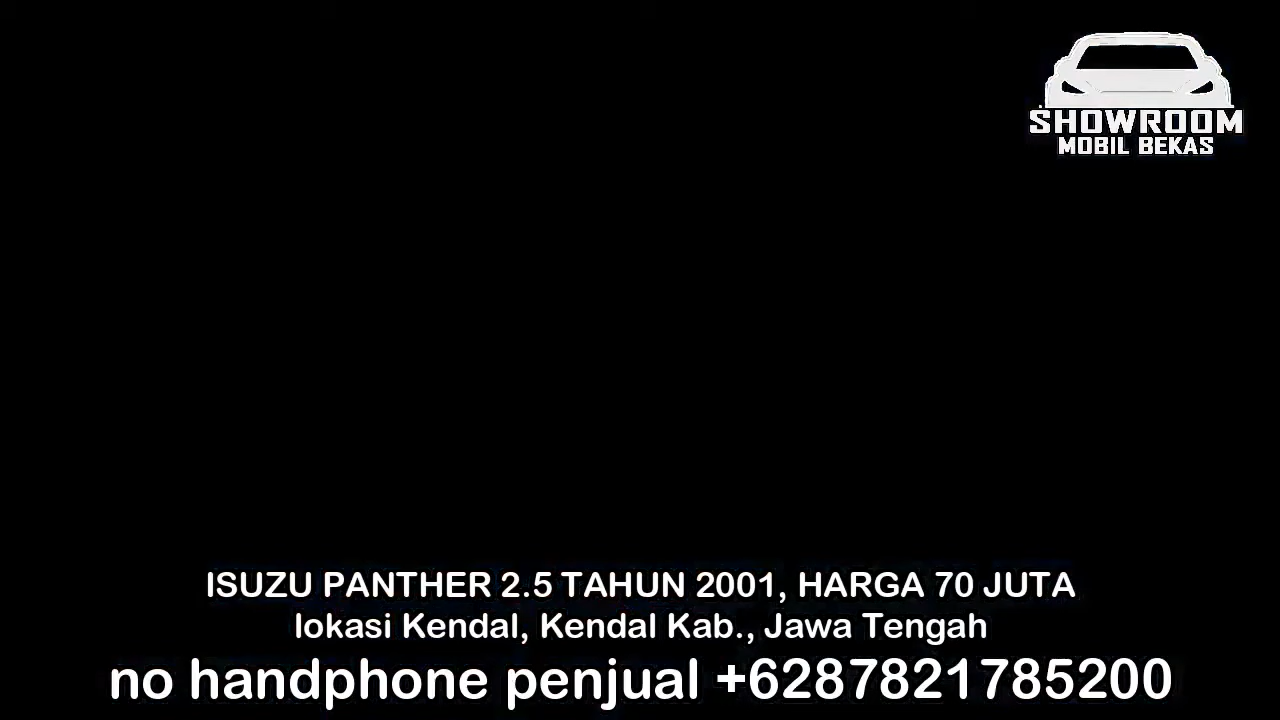 SHOWROOM
MOBIL BEKAS
ISUZU PANTHER 2.5 TAHUN 2001, HARGA 70 JUTA
lokasi Kendal, Kendal Kab., Jawa Tengah
no handphone penjual +6287821785200